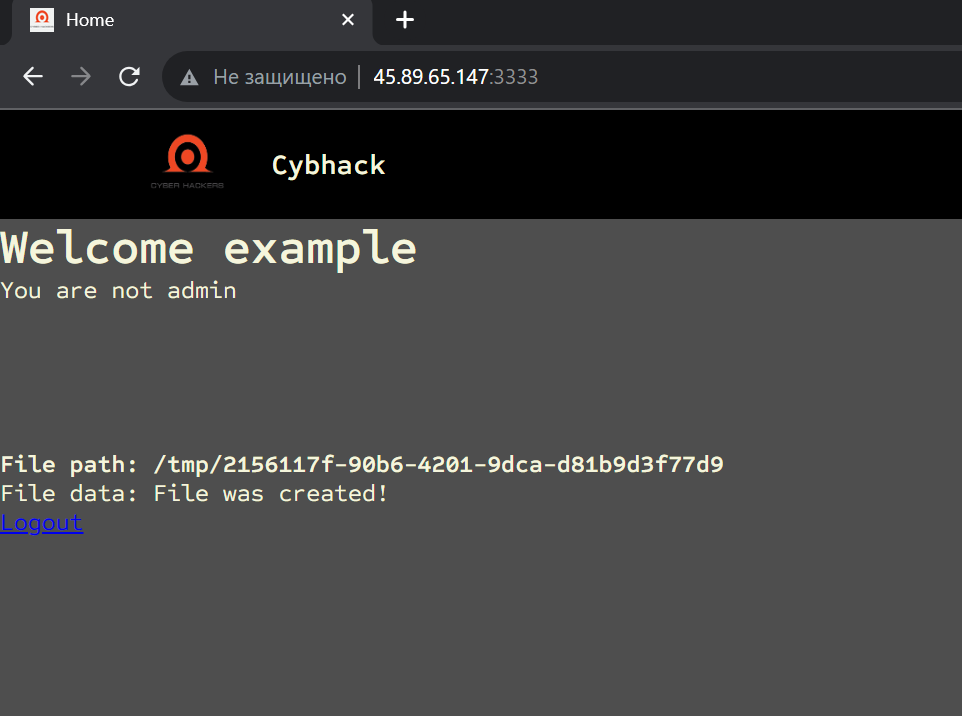 Home
Не защищено 45.89.65.147:3333
CYBER HACKERS
Cybhack
Welcome example
You are not admin
File path: /tmp/2156117f-90b6-4201-9dca-d81b9d3f77d9
File data: File was created!
Logout